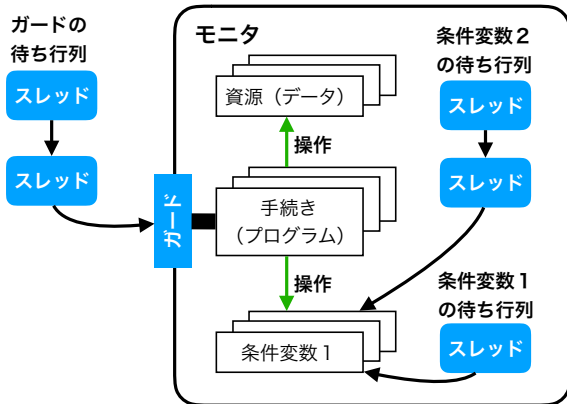 ガードの
待ち行列
スレッド
スレッド
ガード
モニタ
資源（データ）
操作
手続き
（プログラム）
操作
条件変数１
条件変数２
の待ち行列
スレッド
スレッド
条件変数１
の待ち行列
スレッド